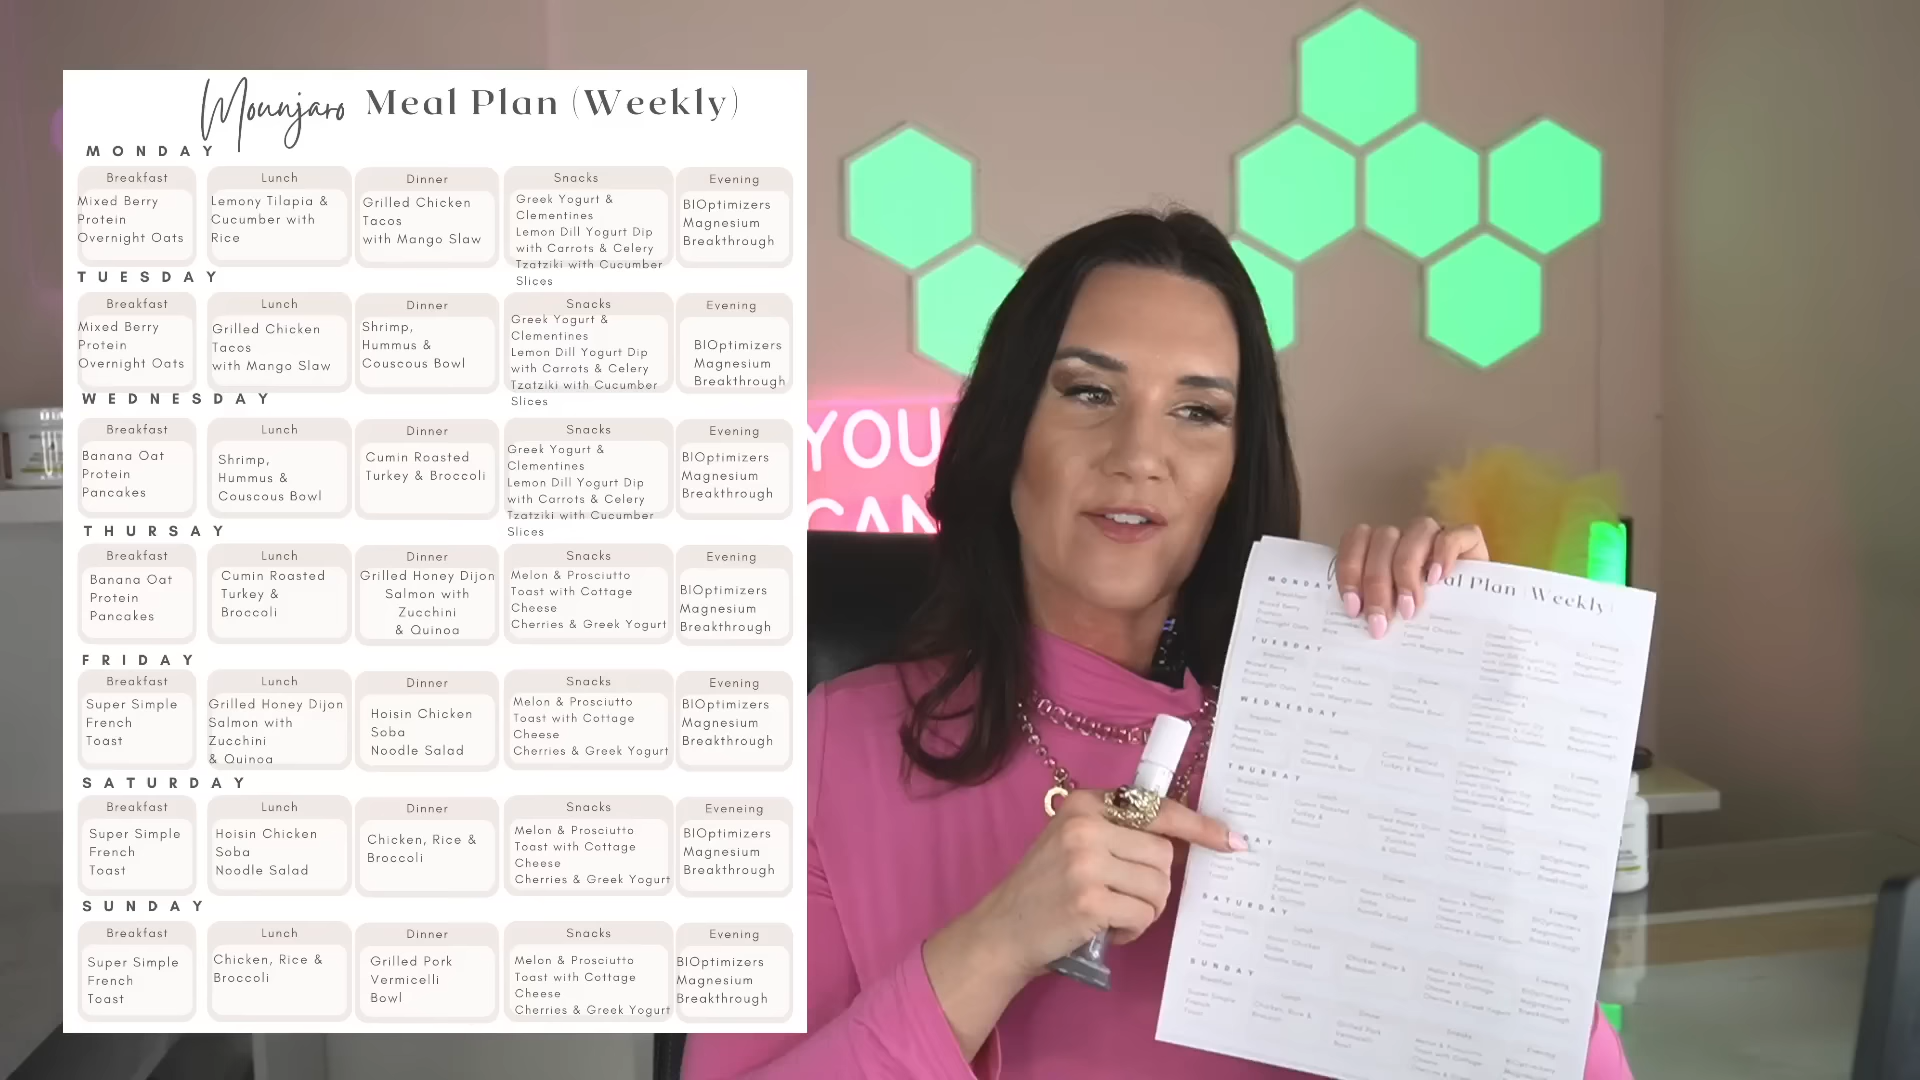 Mounjaro Meal Plan (Weekly)
MONDAY
Breakfast
Mixed Berry
Protein
Overnight Oats
Lunch
Lemony Tilapia &
Cucumber with
Rice
Dinner
Grilled Chicken
Tacos
with Mango Slaw
Snacks
Greek Yogurt &
Clementines
Lemon Dill Yogurt Dip
with Carrots & Celery
Tzatziki with Cucumber
Slices
Evening
BIOptimizers
Magnesium
Breakthrough
TUESDAY
Breakfast
Mixed Berry
Protein
Overnight Oats
Lunch
Grilled Chicken
Tacos
with Mango Slaw
Dinner
Shrimp,
Hummus &
Couscous Bowl
Snacks
Greek Yogurt &
Clementines
Lemon Dill Yogurt Dip
with Carrots & Celery
Tzatziki with Cucumber
Slices
Evening
BIOptimizers
Magnesium
Breakthrough
WEDNESDAY
Breakfast
Banana Oat
Protein
Pancakes
Lunch
Shrimp,
Hummus &
Couscous Bowl
Dinner
Cumin Roasted
Turkey & Broccoli
Snacks
Greek Yogurt &
Clementines
Lemon Dill Yogurt Dip
with Carrots & Celery
Tzatziki with Cucumber
Slices
Evening
BIOptimizers
Magnesium
Breakthrough
THURSAY
Breakfast
Banana Oat
Protein
Pancakes
Lunch
Cumin Roasted
Turkey &
Broccoli
Dinner
Grilled Honey Dijon
Salmon with
Zucchini
& Quinoa
Snacks
Melon & Prosciutto
Toast with Cottage
Cheese
Cherries & Greek Yogurt
Evening
BIOptimizers
Magnesium
Breakthrough
FRIDAY
Breakfast
Super Simple
French
Toast
Lunch
Grilled Honey Dijon
Salmon with
Zucchini
& Quinoa
Dinner
Hoisin Chicken
Soba
Noodle Salad
Snacks
Melon & Prosciutto
Toast with Cottage
Cheese
Cherries & Greek Yogurt
Evening
BIOptimizers
Magnesium
Breakthrough
SATURDAY
Breakfast
Super Simple
French
Toast
Lunch
Hoisin Chicken
Soba
Noodle Salad
Dinner
Chicken, Rice &
Broccoli
Snacks
Melon & Prosciutto
Toast with Cottage
Cheese
Cherries & Greek Yogurt
Eveneing
BIOptimizers
Magnesium
Breakthrough
SUNDAY
Breakfast
Super Simple
French
Toast
Lunch
Chicken, Rice &
Broccoli
Dinner
Grilled Pork
Vermicelli
Bowl
Snacks
Melon & Prosciutto
Toast with Cottage
Cheese
Cherries & Greek Yogurt
Evening
BIOptimizers
Magnesium
Breakthrough
YOU
CAN
Plan (Weekly)
MONDAY
TUESDAY
WEDNESDAY
THURSDAY
SATURDAY
SUNDAY